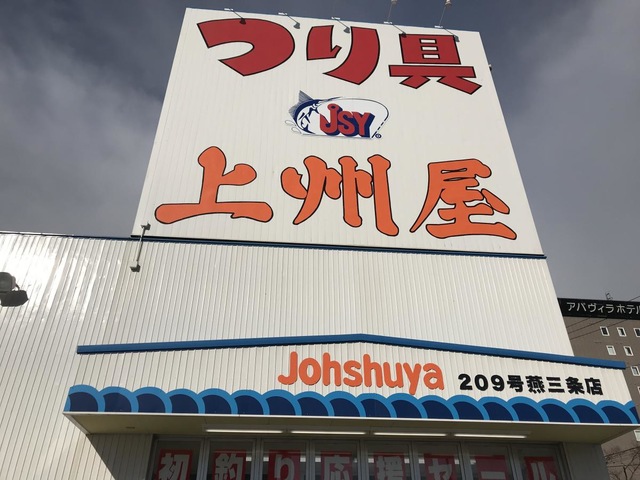 つり具
JSY
上州屋
アパヴィラホテル
Johshuya 209号燕三条店
初釣り応援セール